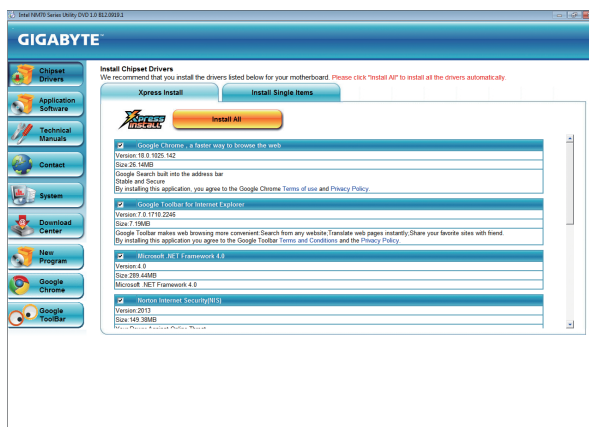 Intel NM70 Series Utility DVD 1.0 B12.0919.1
GIGABYTE™
Chipset
Drivers
Application
Software
Technical
Manuals
Contact
System
Download
Center
New
Program
Google
Chrome
Google
ToolBar
Install Chipset Drivers
We recommend that you install the drivers listed below for your motherboard. Please click "Install All" to install all the drivers automatically.
Xpress Install
Install Single Items
Xpress
Install
Install All
Google Chrome , a faster way to browse the web
Version:18.0.1025.142
Size:26.14MB
Google Search built into the address bar
Stable and Secure
By installing this application, you agree to the Google Chrome Terms of use and Privacy Policy.
Google Toolbar for Internet Explorer
Version:7.0.1710.2246
Size:7.19MB
Google Toolbar makes web browsing more convenient:Search from any website;Translate web pages instantly;Share your favorite sites with friend.
By installing this application you agree to the Google Toolbar Terms and Conditions and the Privacy Policy.
Microsoft .NET Framework 4.0
Version:4.0
Size:289.44MB
Microsoft .NET Framework 4.0
Norton Internet Security(NIS)
Version:2013
Size:149.38MB